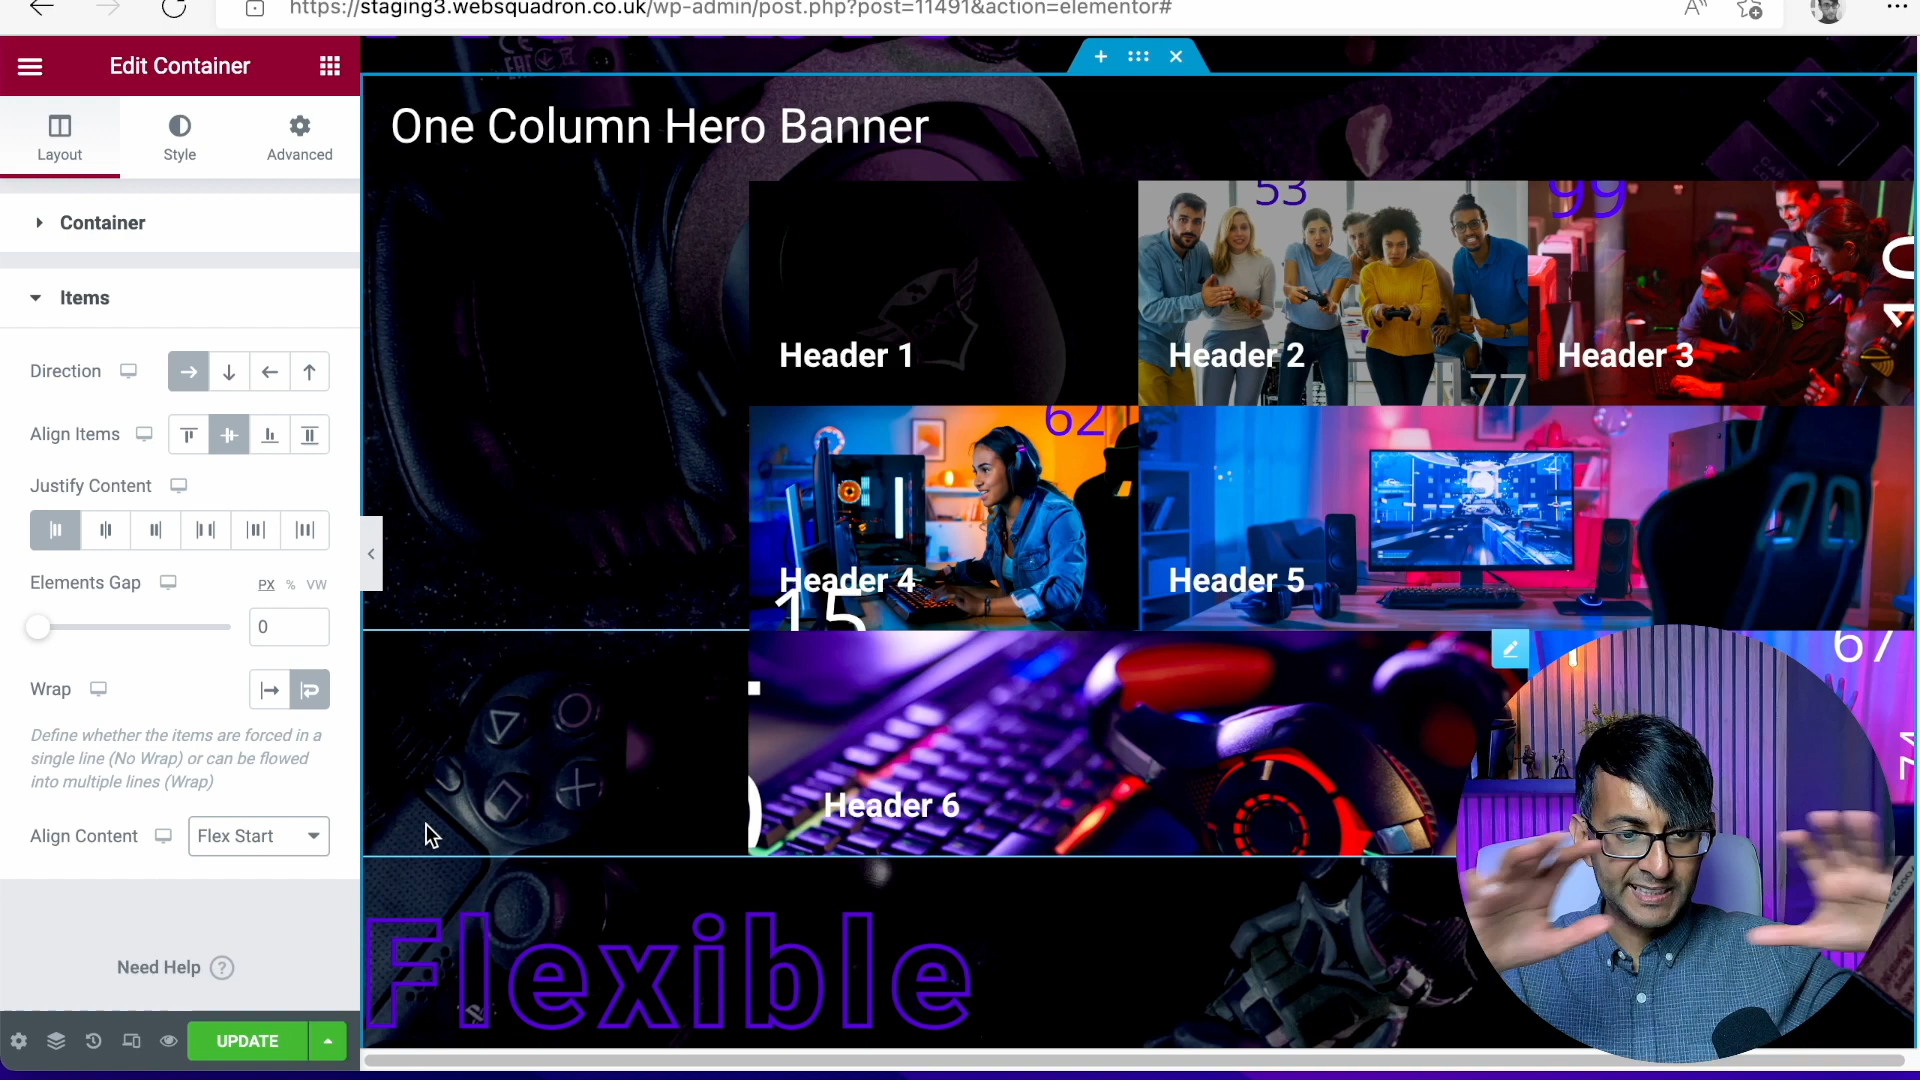 https://staging3.websquadron.co.uk/wp-admin/post.php?post=11491&action=elementor#
Edit Container
Layout
Style
Advanced
Container
Items
Direction
Align Items
Justify Content
Elements Gap
PX % VW
0
Wrap
Define whether the items are forced in a
single line (No Wrap) or can be flowed
into multiple lines (Wrap)
Align Content
Flex Start
Need Help ?
UPDATE
One Column Hero Banner
53
99
10
Header 1
Header 2
Header 3
77
62
Header 4
Header 5
15
67
Header 6
Flexible